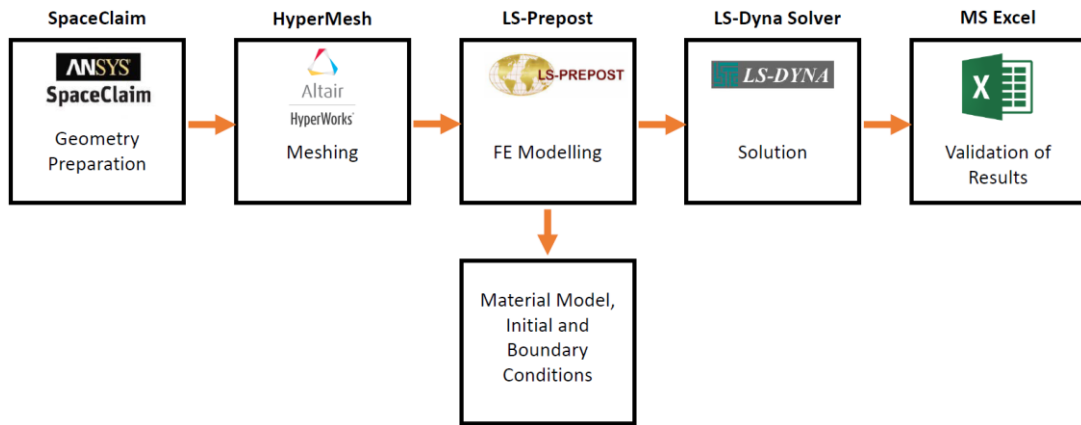 SpaceClaim
HyperMesh
LS-Prepost
LS-Dyna Solver
MS Excel
ANSYS®
SpaceClaim
Geometry
Preparation
Altair
HyperWorks®
Meshing
LS-PREPOST
FE Modelling
LS-DYNA
Solution
X
Validation of
Results
Material Model,
Initial and
Boundary
Conditions